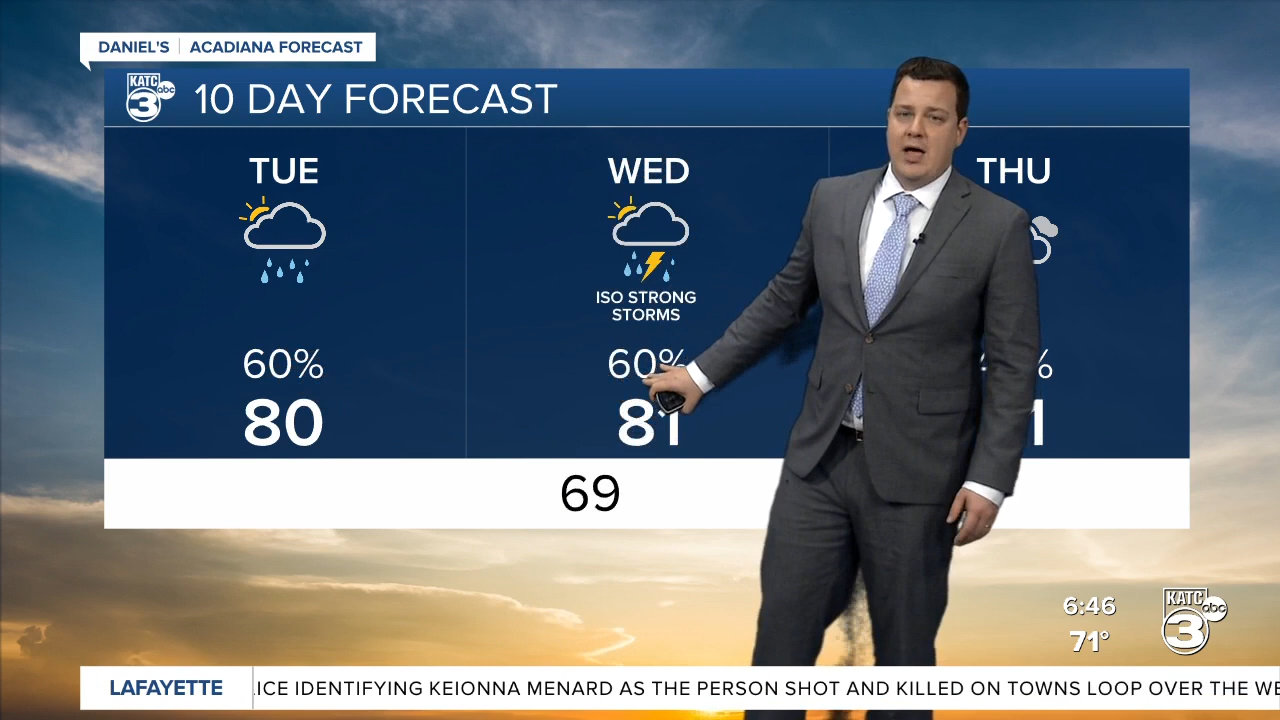 DANIEL'S | ACADIANA FORECAST
KATC abc 3
10 DAY FORECAST
TUE
WED
THU
ISO STRONG
STORMS
60%
60%
%
80
81
1
69
6:46
71°
KATC abc 3
LAFAYETTE
ICE IDENTIFYING KEIONNA MENARD AS THE PERSON SHOT AND KILLED ON TOWNS LOOP OVER THE WE